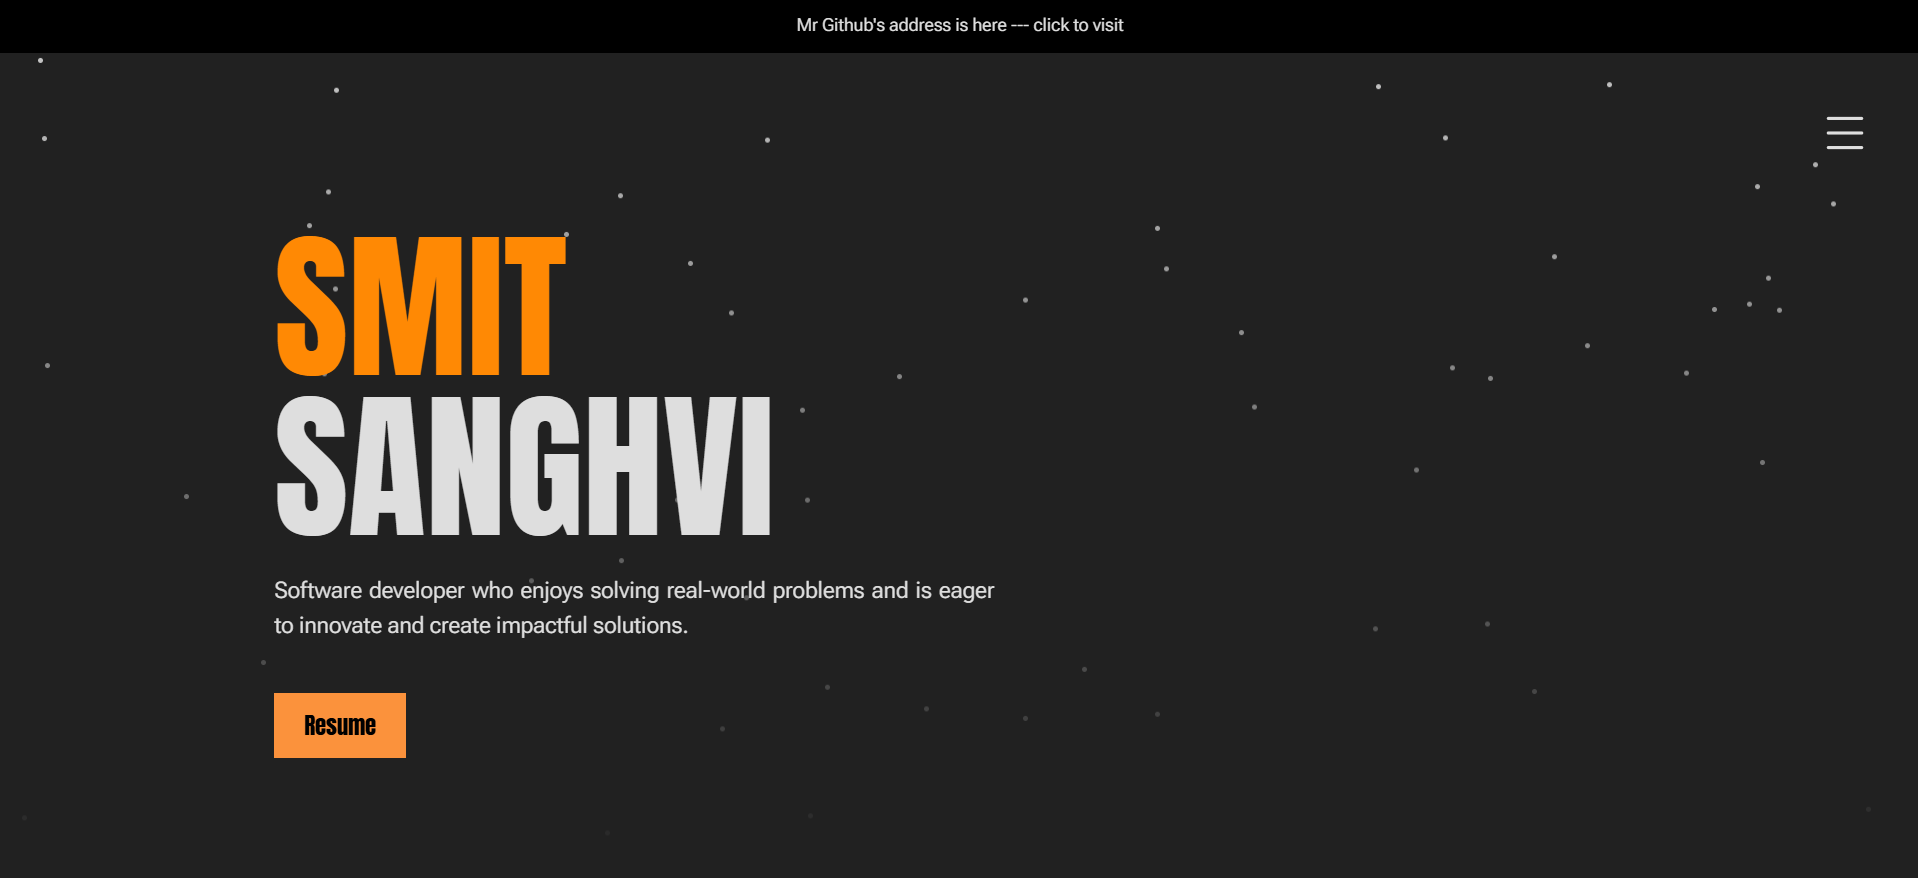 Mr Github's address is here --- click to visit
SMIT
SANGHVI
Software developer who enjoys solving real-world problems and is eager
to innovate and create impactful solutions.
Resume